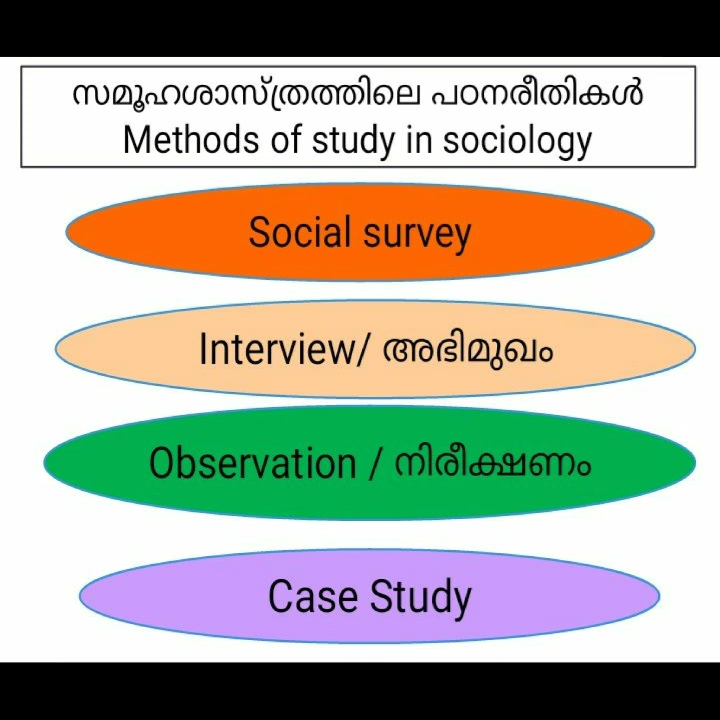 സമൂഹശാസ്ത്രത്തിലെ പഠനരീതികൾ
Methods of study in sociology
Social survey
Interview/ അഭിമുഖം
Observation / നിരീക്ഷണം
Case Study